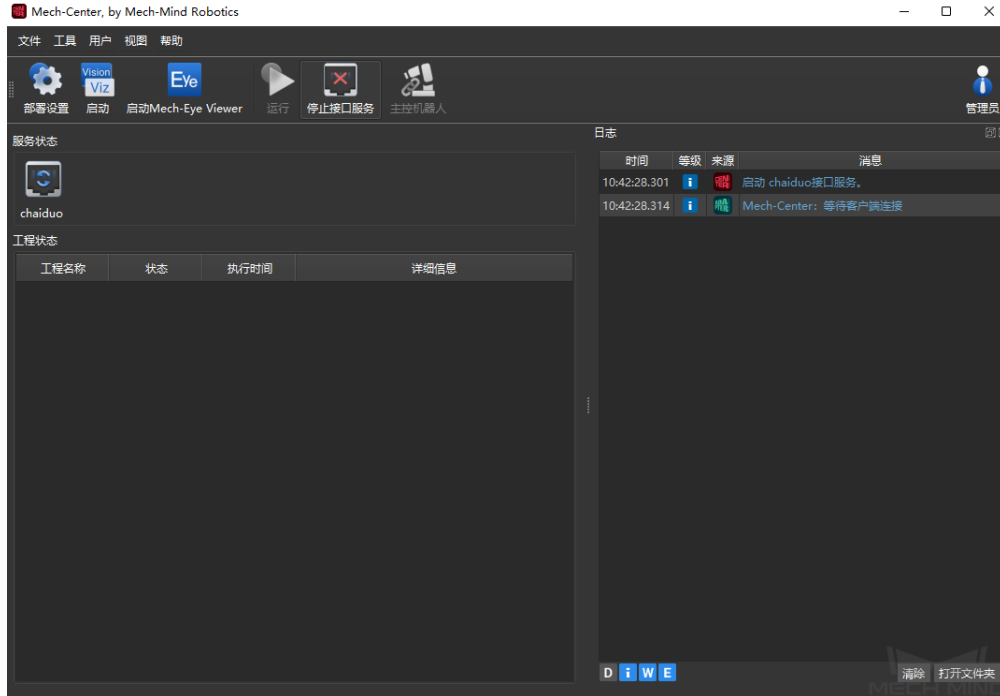 Mech-Center, by Mech-Mind Robotics
文件 工具 用户 视图 帮助
Vision
Viz
Eye
部署设置 启动 启动Mech-Eye Viewer 运行 停止接口服务 主控机器人 管理员
服务状态
chaiduo
工程状态
工程名称 状态 执行时间 详细信息
日志
时间 等级 来源 消息
10:42:28.301 i 启动 chaiduo接口服务。
10:42:28.314 i Mech-Center：等待客户端连接
D i W E 清除 打开文件夹
MECH MIND